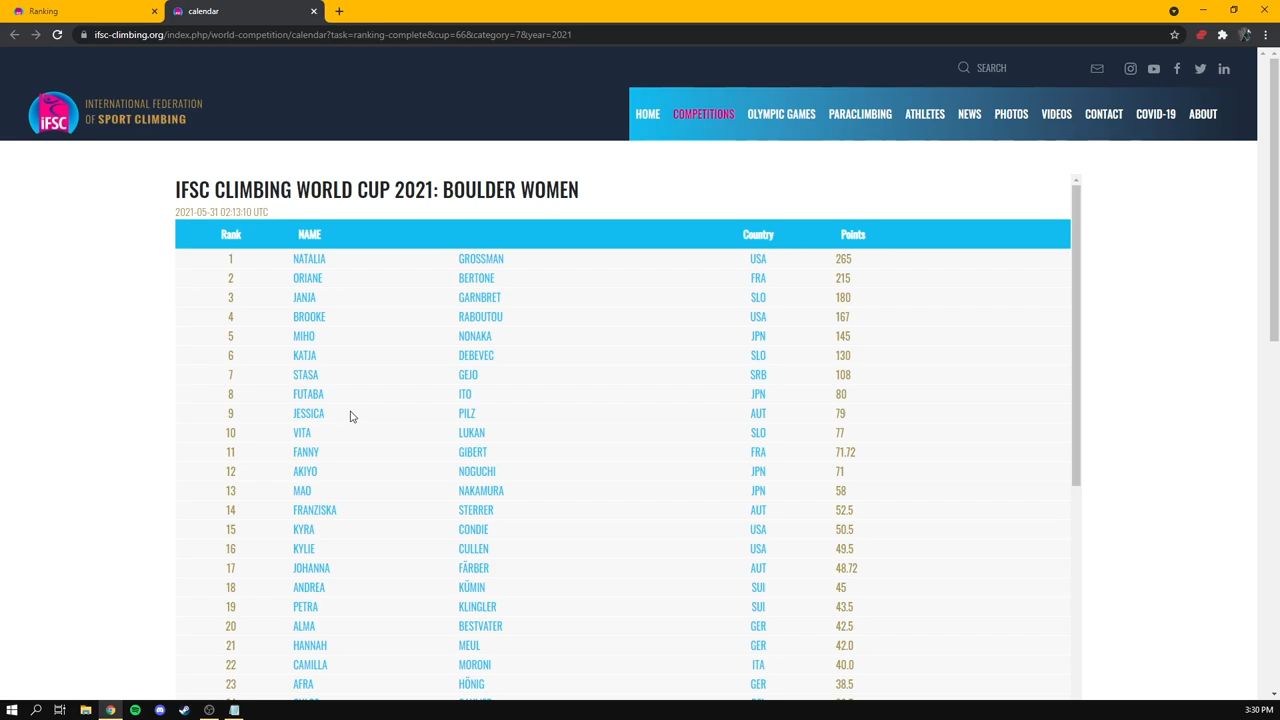 Ranking
calendar
ifsc-climbing.org/index.php/world-competition/calendar?task=ranking-complete&cup=66&category=7&year=2021
SEARCH
iFSC
INTERNATIONAL FEDERATION
OF SPORT CLIMBING
HOME COMPETITIONS OLYMPIC GAMES PARACLIMBING ATHLETES NEWS PHOTOS VIDEOS CONTACT COVID-19 ABOUT
IFSC CLIMBING WORLD CUP 2021: BOULDER WOMEN
2021-05-31 02:13:10 UTC
Rank NAME Country Points
1 NATALIA GROSSMAN USA 265
2 ORIANE BERTONE FRA 215
3 JANJA GARNBRET SLO 180
4 BROOKE RABOUTOU USA 167
5 MIHO NONAKA JPN 145
6 KATJA DEBEVEC SLO 130
7 STASA GEJO SRB 108
8 FUTABA ITO JPN 80
9 JESSICA PILZ AUT 79
10 VITA LUKAN SLO 77
11 FANNY GIBERT FRA 71.72
12 AKIYO NOGUCHI JPN 71
13 MAO NAKAMURA JPN 58
14 FRANZISKA STERRER AUT 52.5
15 KYRA CONDIE USA 50.5
16 KYLIE CULLEN USA 49.5
17 JOHANNA FÄRBER AUT 48.72
18 ANDREA KÜMIN SUI 45
19 PETRA KLINGLER SUI 43.5
20 ALMA BESTVATER GER 42.5
21 HANNAH MEUL GER 42.0
22 CAMILLA MORONI ITA 40.0
23 AFRA HÖNIG GER 38.5
3:30 PM